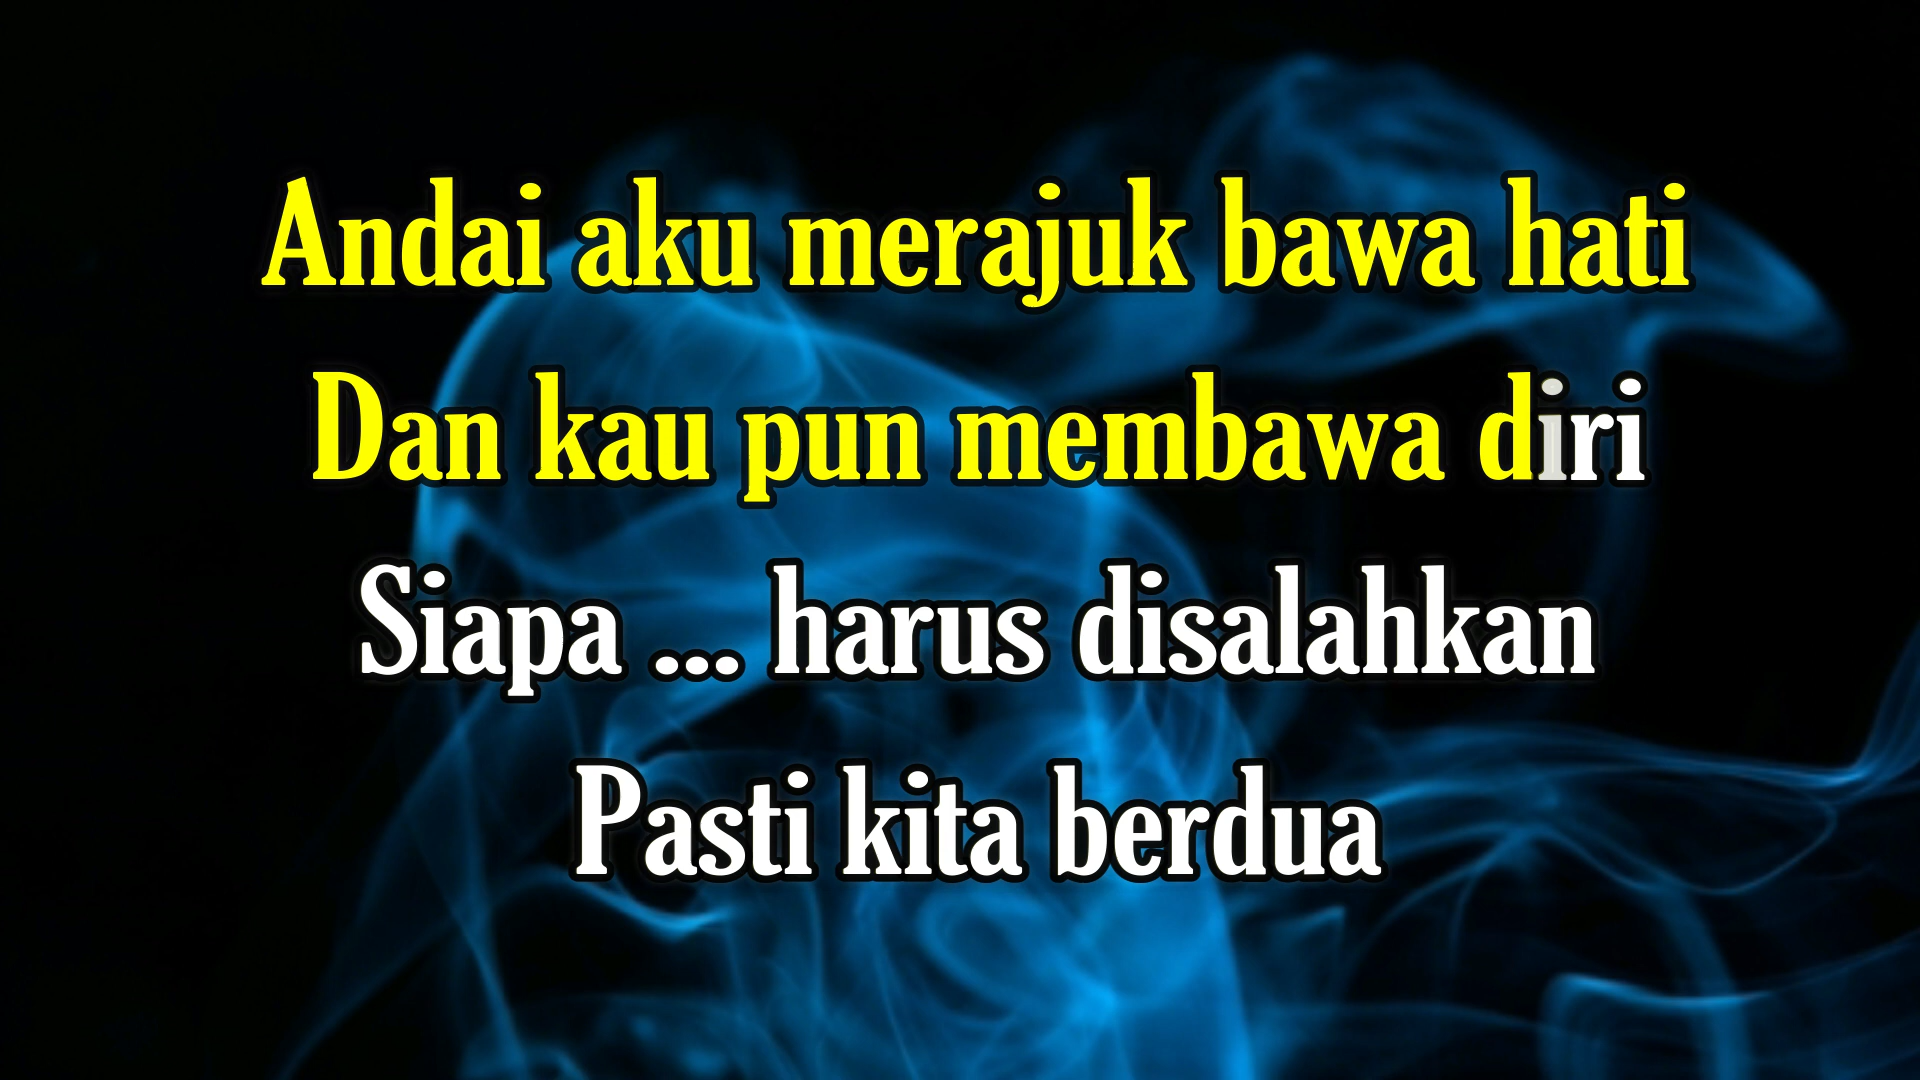 Andai aku merajuk bawa hati
Dan kau pun membawa diri
Siapa ... harus disalahkan
Pasti kita berdua